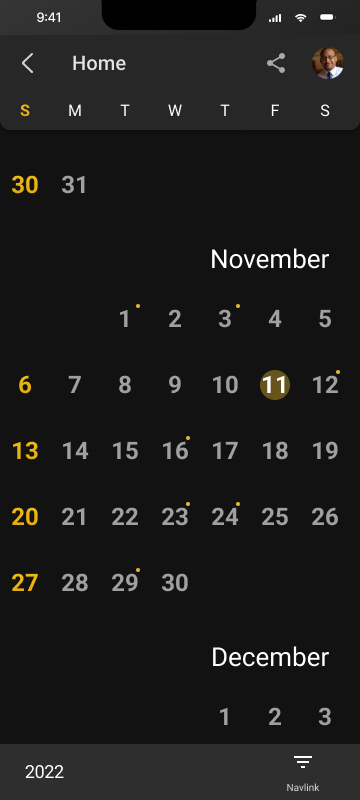 9:41
Home
S M T W T F S
30 31
November
1 2 3 4 5
6 7 8 9 10 11 12
13 14 15 16 17 18 19
20 21 22 23 24 25 26
27 28 29 30
December
1 2 3
2022
Navlink